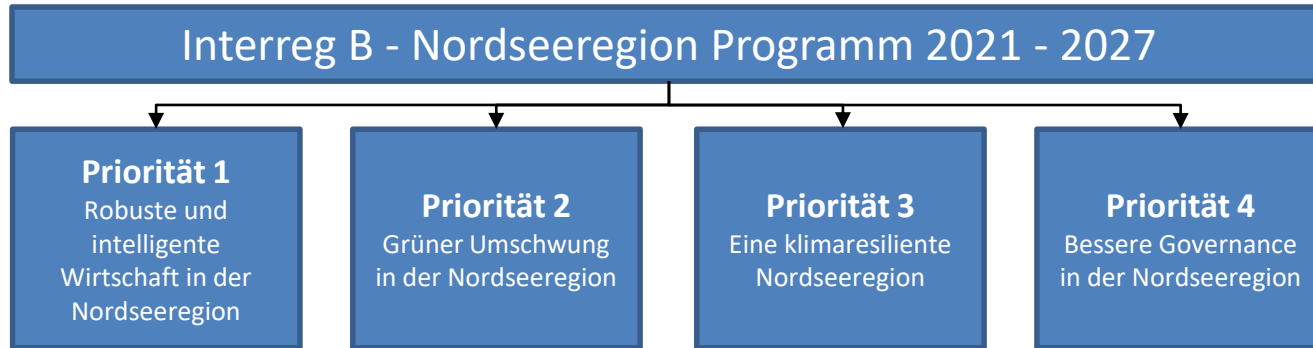 Interreg B - Nordseeregion Programm 2021 - 2027
Priorität 1
Robuste und
intelligente
Wirtschaft in der
Nordseeregion
Priorität 2
Grüner Umschwung
in der Nordseeregion
Priorität 3
Eine klimaresiliente
Nordseeregion
Priorität 4
Bessere Governance
in der Nordseeregion